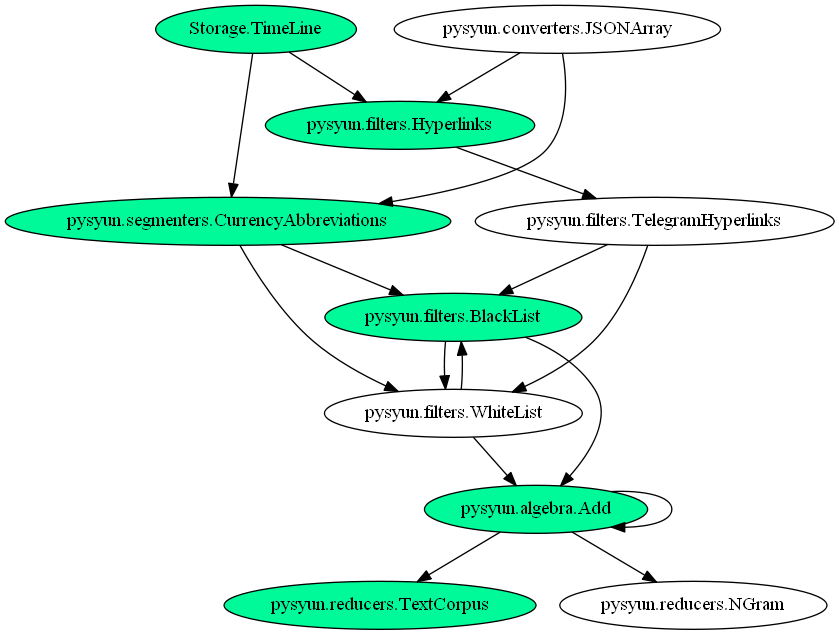 Storage.TimeLine
pysyun.converters.JSONArray
pysyun.filters.Hyperlinks
pysyun.segmenters.CurrencyAbbreviations
pysyun.filters.TelegramHyperlinks
pysyun.filters.BlackList
pysyun.filters.WhiteList
pysyun.algebra.Add
pysyun.reducers.TextCorpus
pysyun.reducers.NGram